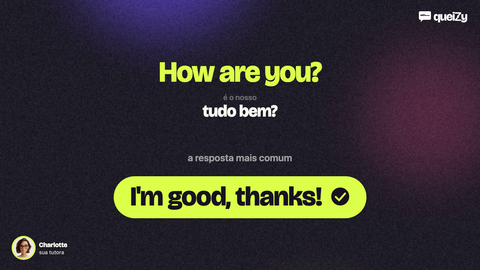 queiZy
How are you?
é o nosso
tudo bem?
a resposta mais comum
I'm good, thanks!
Charlotte
sua tutora